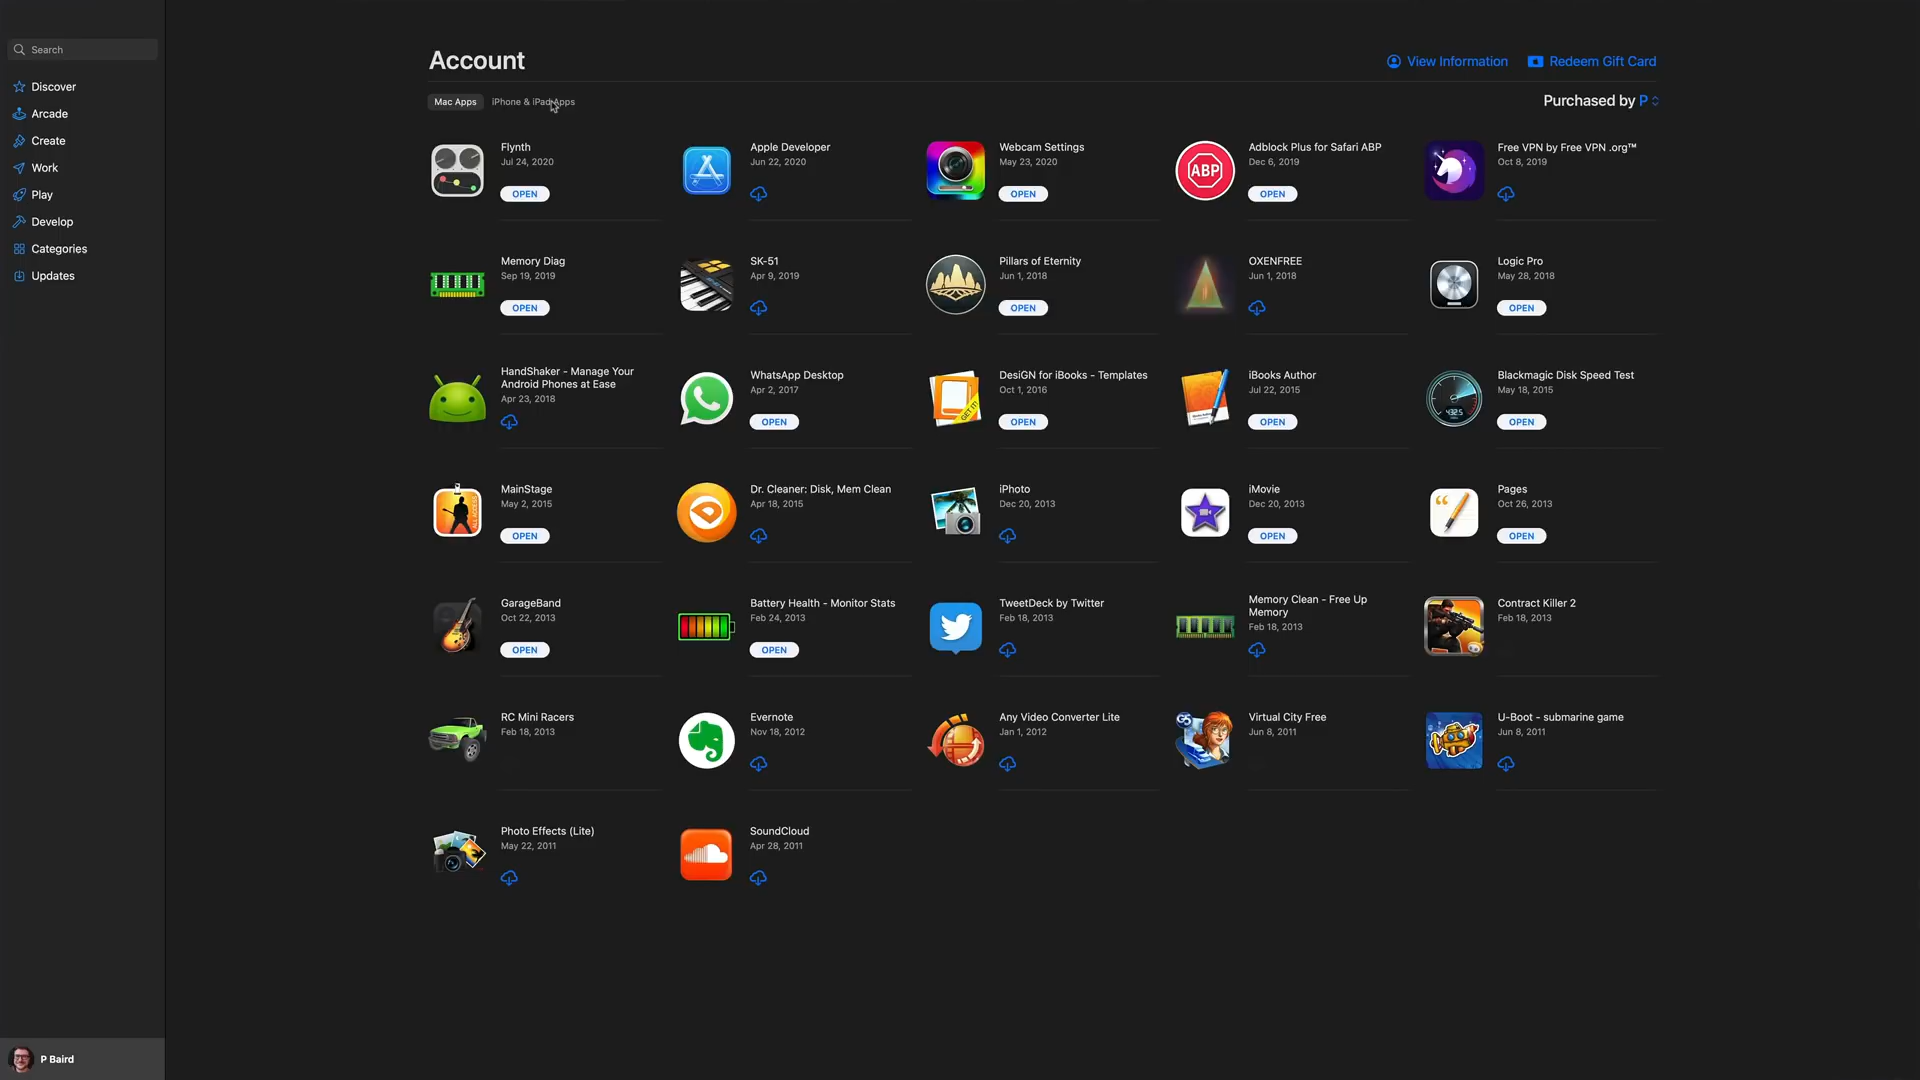 Search
Discover
Arcade
Create
Work
Play
Develop
Categories
Updates
P Baird
Account
View Information
Redeem Gift Card
Mac Apps
iPhone & iPad Apps
Purchased by P
Flynth
Jul 24, 2020
OPEN
Apple Developer
Jun 22, 2020
Webcam Settings
May 23, 2020
OPEN
Adblock Plus for Safari ABP
Dec 6, 2019
OPEN
ABP
Free VPN by Free VPN .org™
Oct 8, 2019
Memory Diag
Sep 19, 2019
OPEN
SK-51
Apr 9, 2019
Pillars of Eternity
Jun 1, 2018
OPEN
OXENFREE
Jun 1, 2018
Logic Pro
May 28, 2018
OPEN
HandShaker - Manage Your
Android Phones at Ease
Apr 23, 2018
WhatsApp Desktop
Apr 2, 2017
OPEN
DesiGN for iBooks - Templates
Oct 1, 2016
OPEN
GET IT!
iBooks Author
Jul 22, 2015
OPEN
Blackmagic Disk Speed Test
May 18, 2015
OPEN
432.5
MainStage
May 2, 2015
OPEN
Dr. Cleaner: Disk, Mem Clean
Apr 18, 2015
iPhoto
Dec 20, 2013
iMovie
Dec 20, 2013
OPEN
Pages
Oct 26, 2013
OPEN
GarageBand
Oct 22, 2013
OPEN
Battery Health - Monitor Stats
Feb 24, 2013
OPEN
TweetDeck by Twitter
Feb 18, 2013
Memory Clean - Free Up
Memory
Feb 18, 2013
Contract Killer 2
Feb 18, 2013
RC Mini Racers
Feb 18, 2013
Evernote
Nov 18, 2012
Any Video Converter Lite
Jan 1, 2012
Virtual City Free
Jun 8, 2011
G5
U-Boot - submarine game
Jun 8, 2011
Photo Effects (Lite)
May 22, 2011
SoundCloud
Apr 28, 2011